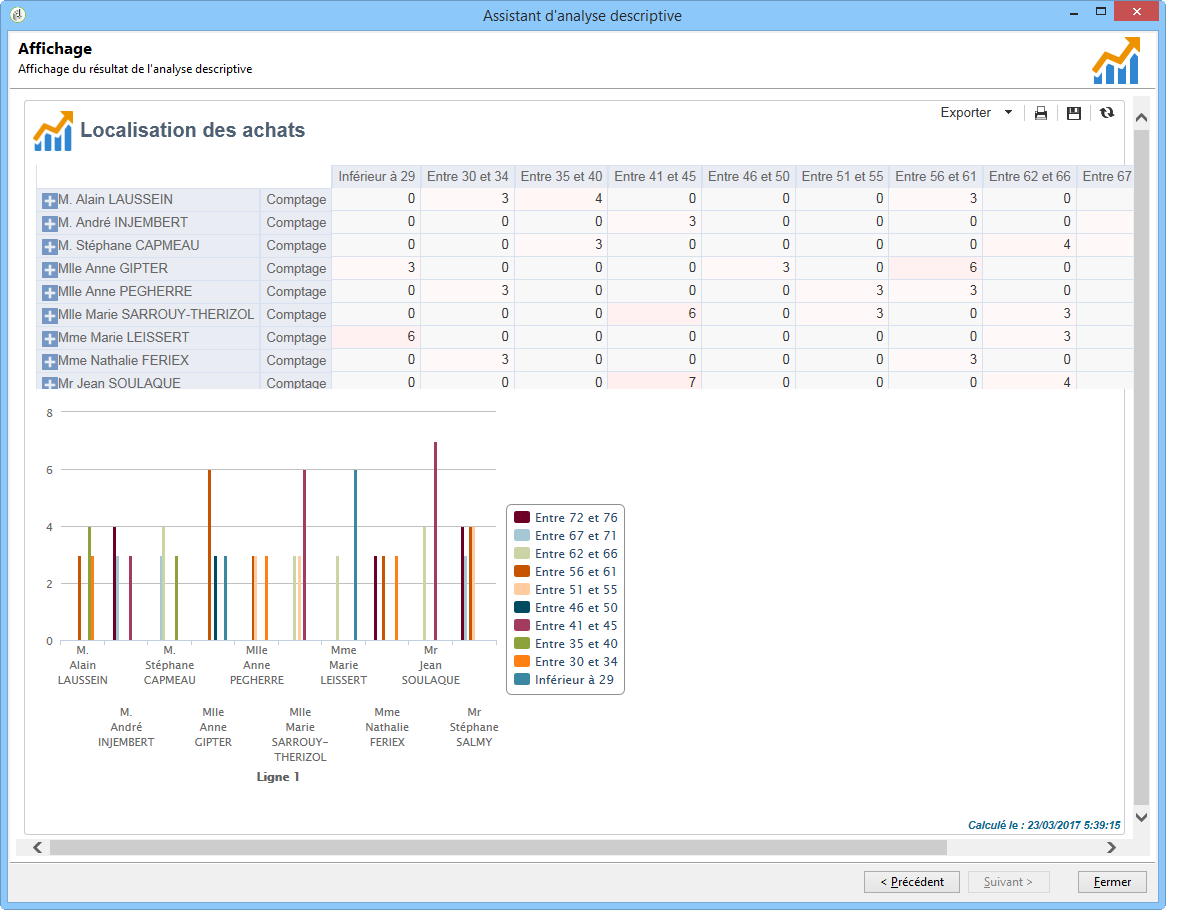 Assistant d'analyse descriptive
Affichage
Affichage du résultat de l'analyse descriptive
Exporter
Localisation des achats
Inférieur à 29 Entre 30 et 34 Entre 35 et 40 Entre 41 et 45 Entre 46 et 50 Entre 51 et 55 Entre 56 et 61 Entre 62 et 66 Entre 67
M. Alain LAUSSEIN Comptage 0 3 4 0 0 0 3 0
M. André INJEMBERT Comptage 0 0 0 3 0 0 0 0
M. Stéphane CAPMEAU Comptage 0 0 3 0 0 0 0 4
Mlle Anne GIPTER Comptage 3 0 0 0 3 0 6 0
Mlle Anne PEGHERRE Comptage 0 3 0 0 0 3 3 0
Mlle Marie SARROUY-THERIZOL Comptage 0 0 0 6 0 3 0 3
Mme Marie LEISSERT Comptage 6 0 0 0 0 0 0 3
Mme Nathalie FERIEX Comptage 0 3 0 0 0 0 3 0
Mr Jean SOULAQUE Comptage 0 0 0 7 0 0 0 4
8
6
4
2
0
M. Alain LAUSSEIN
M. André INJEMBERT
M. Stéphane CAPMEAU
Mlle Anne GIPTER
Mlle Anne PEGHERRE
Mlle Marie SARROUY-THERIZOL
Mme Marie LEISSERT
Mme Nathalie FERIEX
Mr Jean SOULAQUE
Mr Stéphane SALMY
Ligne 1
Entre 72 et 76
Entre 67 et 71
Entre 62 et 66
Entre 56 et 61
Entre 51 et 55
Entre 46 et 50
Entre 41 et 45
Entre 35 et 40
Entre 30 et 34
Inférieur à 29
Calculé le : 23/03/2017 5:39:15
< Précédent
Suivant >
Fermer